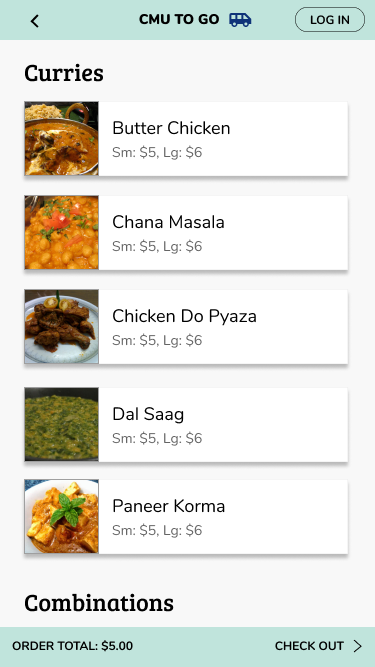 CMU TO GO
LOG IN
Curries
Butter Chicken
Sm: $5, Lg: $6
Chana Masala
Sm: $5, Lg: $6
Chicken Do Pyaza
Sm: $5, Lg: $6
Dal Saag
Sm: $5, Lg: $6
Paneer Korma
Sm: $5, Lg: $6
Combinations
ORDER TOTAL: $5.00
CHECK OUT